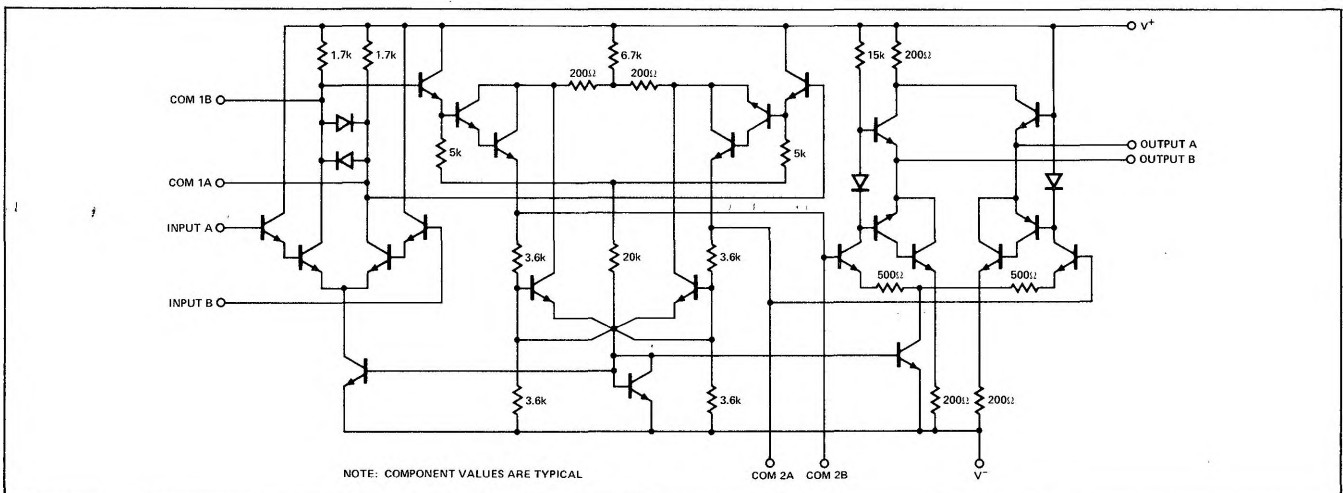 V+
1.7k
1.7k
6.7k
15k
200Ω
200Ω
200Ω
COM 1B
5k
5k
OUTPUT A
OUTPUT B
COM 1A
INPUT A
3.6k
20k
3.6k
500Ω
500Ω
INPUT B
3.6k
3.6k
200Ω
200Ω
NOTE: COMPONENT VALUES ARE TYPICAL
COM 2A
COM 2B
V-